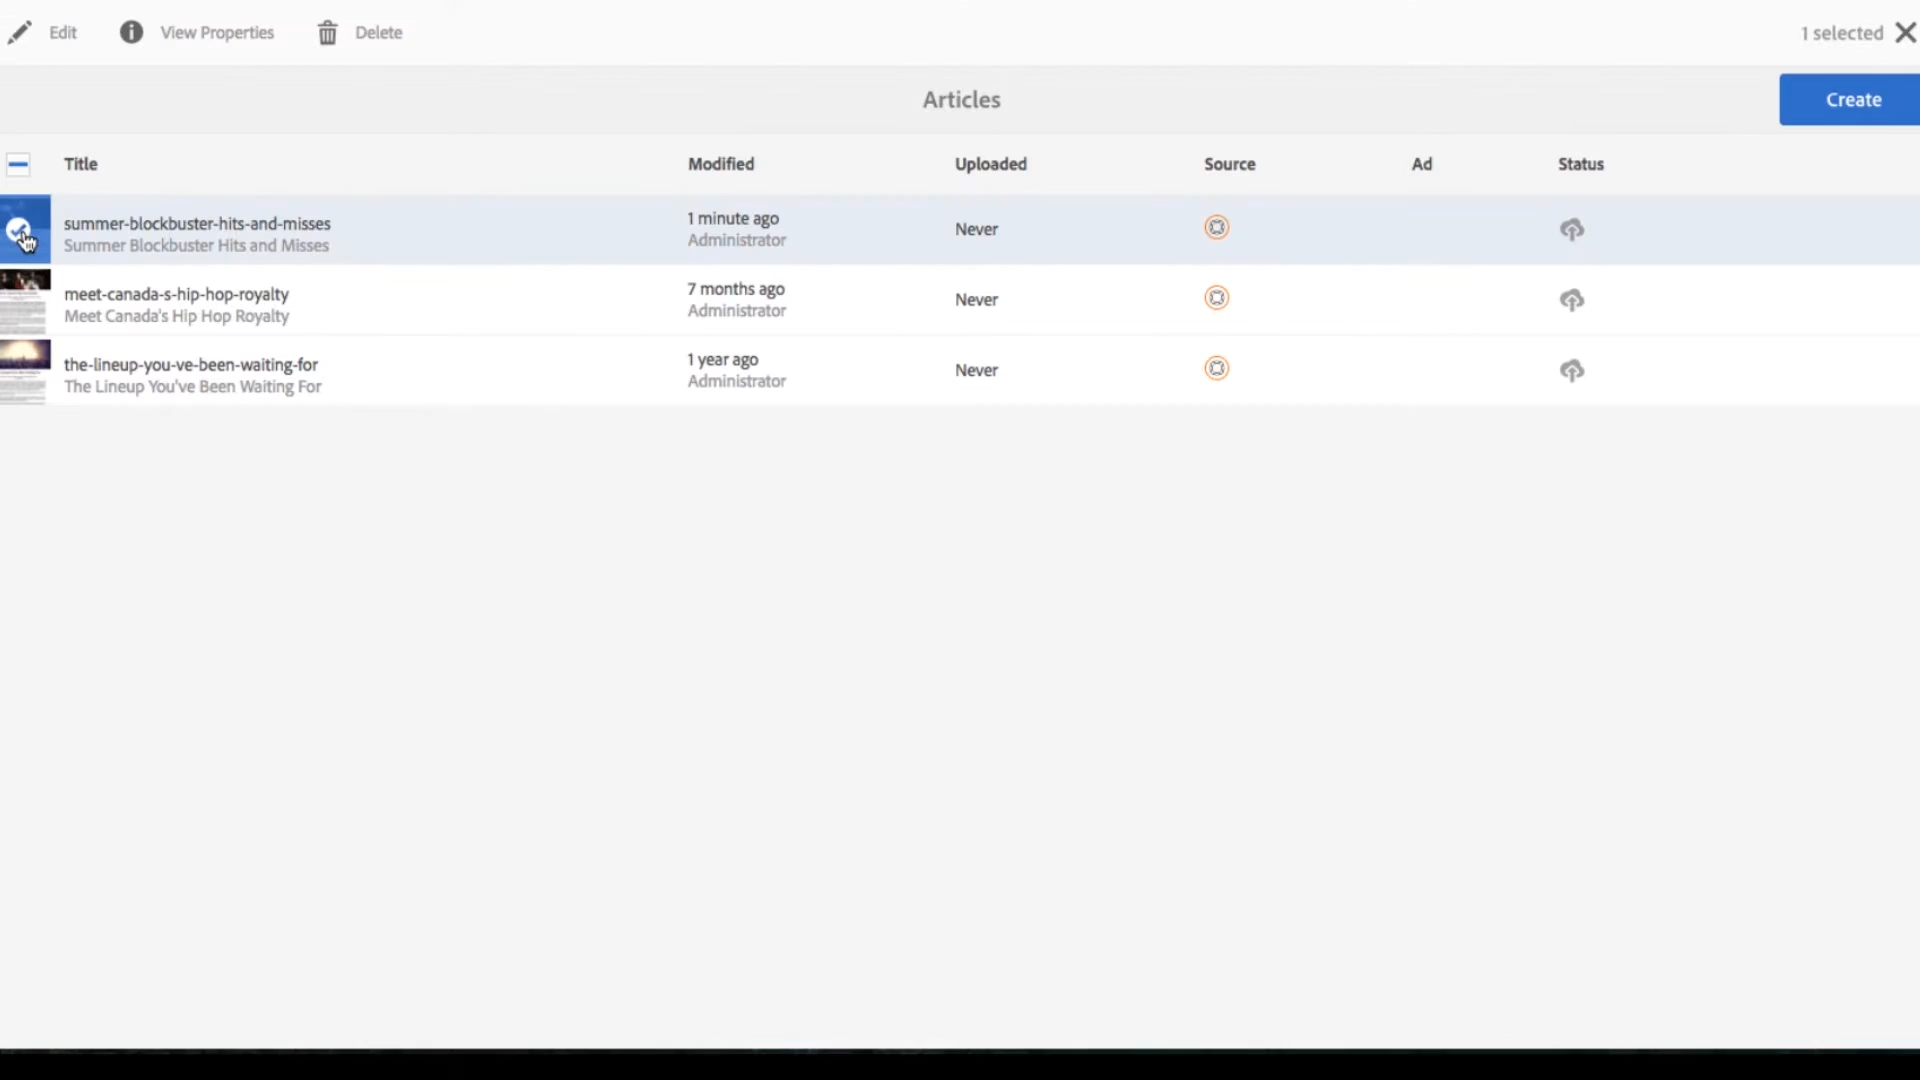 Edit View Properties Delete 1 selected
Articles Create
Title Modified Uploaded Source Ad Status
summer-blockbuster-hits-and-misses 1 minute ago Never
Summer Blockbuster Hits and Misses Administrator
meet-canada-s-hip-hop-royalty 7 months ago Never
Meet Canada's Hip Hop Royalty Administrator
the-lineup-you-ve-been-waiting-for 1 year ago Never
The Lineup You've Been Waiting For Administrator